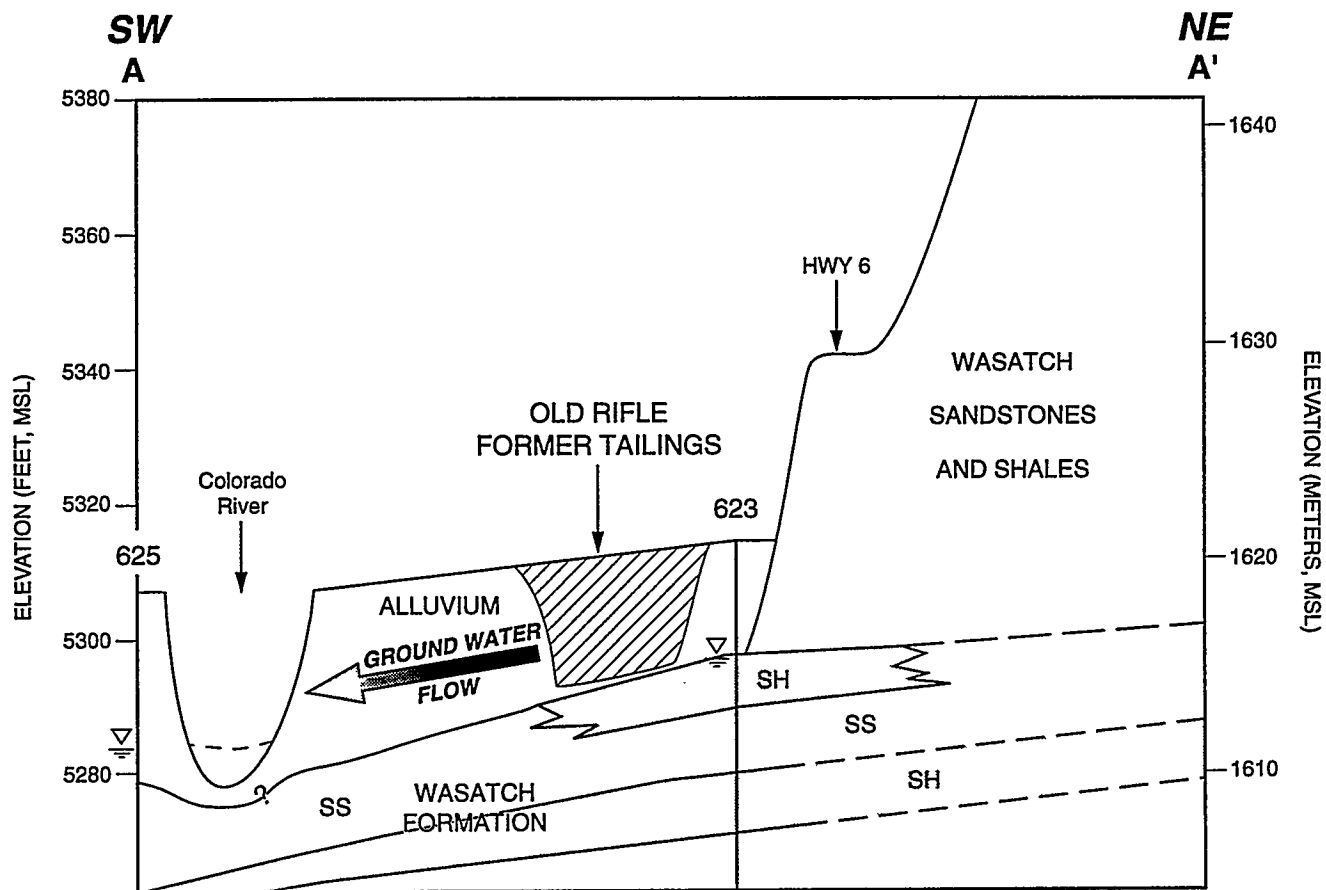 SW
A
NE
A'
5380
5360
5340
5320
5300
5280
ELEVATION (FEET, MSL)
1640
1630
1620
1610
ELEVATION (METERS, MSL)
HWY 6
WASATCH
SANDSTONES
AND SHALES
OLD RIFLE
FORMER TAILINGS
Colorado
River
623
625
ALLUVIUM
GROUND WATER
FLOW
SH
SS
SH
?
SS
WASATCH
FORMATION